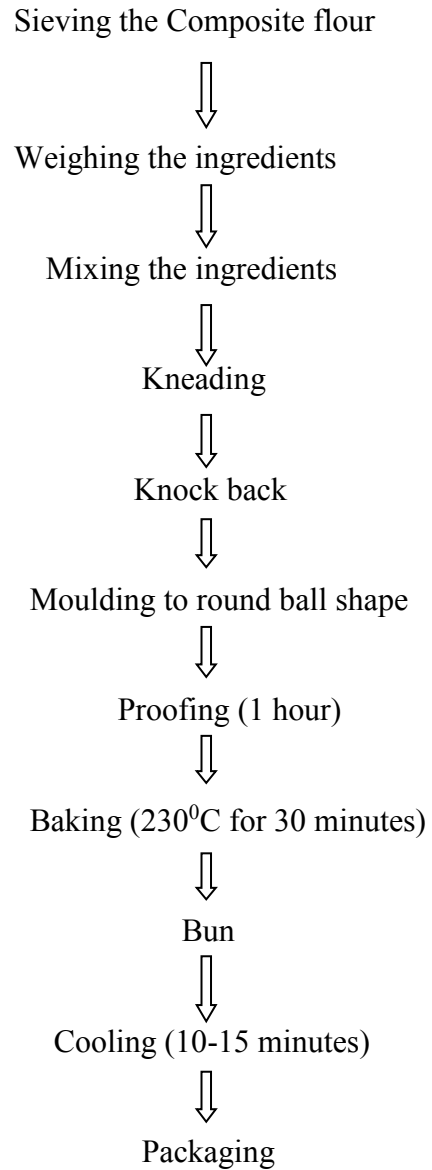 Sieving the Composite flour
Weighing the ingredients
Mixing the ingredients
Kneading
Knock back
Moulding to round ball shape
Proofing (1 hour)
Baking (230⁰C for 30 minutes)
Bun
Cooling (10-15 minutes)
Packaging